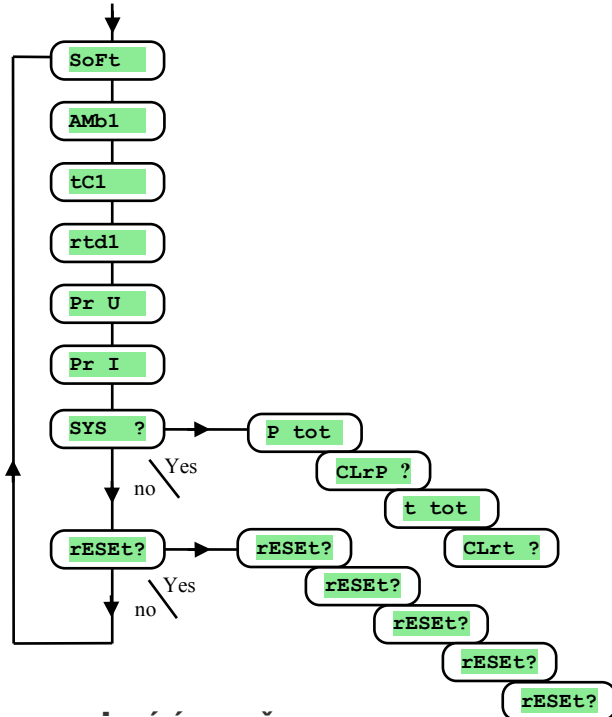 SoFt
AMb1
tC1
rtd1
Pr U
Pr I
SYS ?
P tot
CLrP ?
t tot
CLrt ?
Yes
no
rESEt?
rESEt?
rESEt?
rESEt?
rESEt?
rESEt?
Yes
no